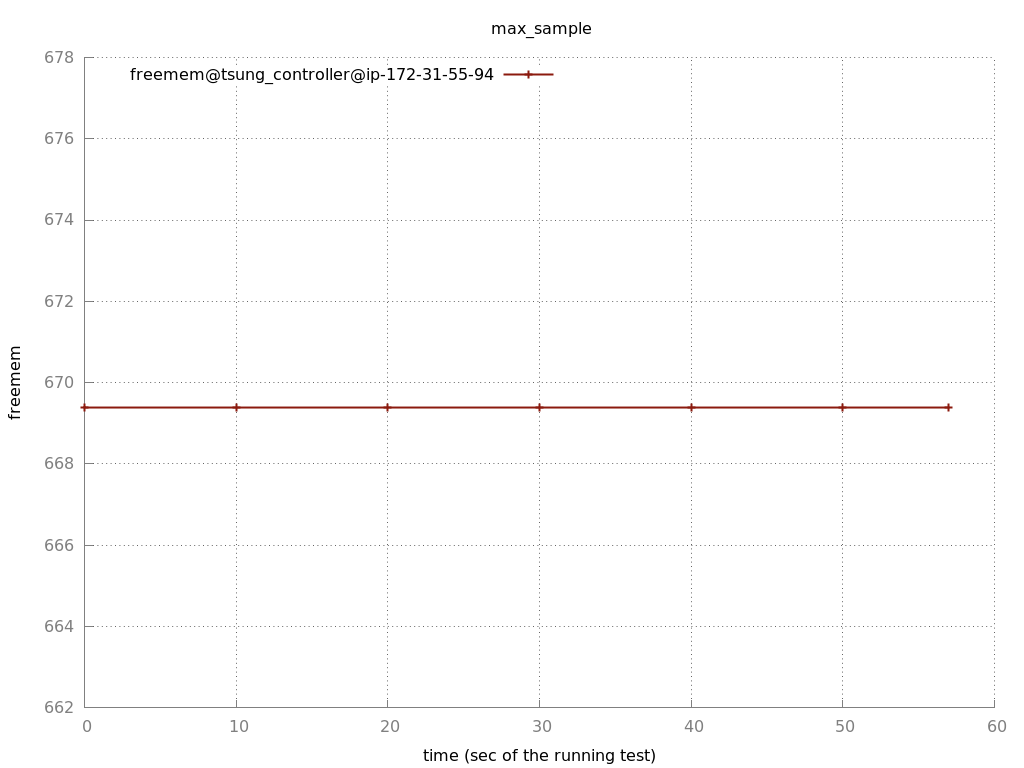 max_sample
678
freemem@tsung_controller@ip-172-31-55-94
676
674
672
670
668
666
664
662
freemem
0 10 20 30 40 50 60
time (sec of the running test)